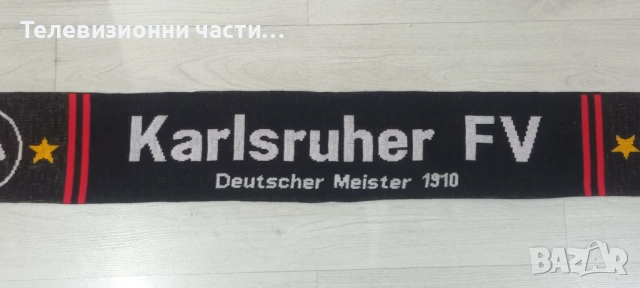 Телевизионни части...
Karlsruher FV
Deutscher Meister 1910
BAZAR